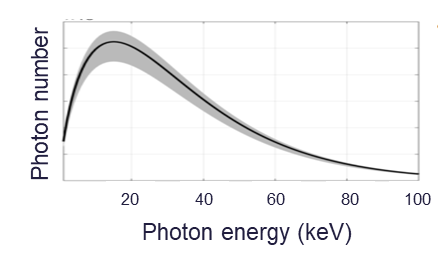 Photon number
20 40 60 80 100
Photon energy (keV)